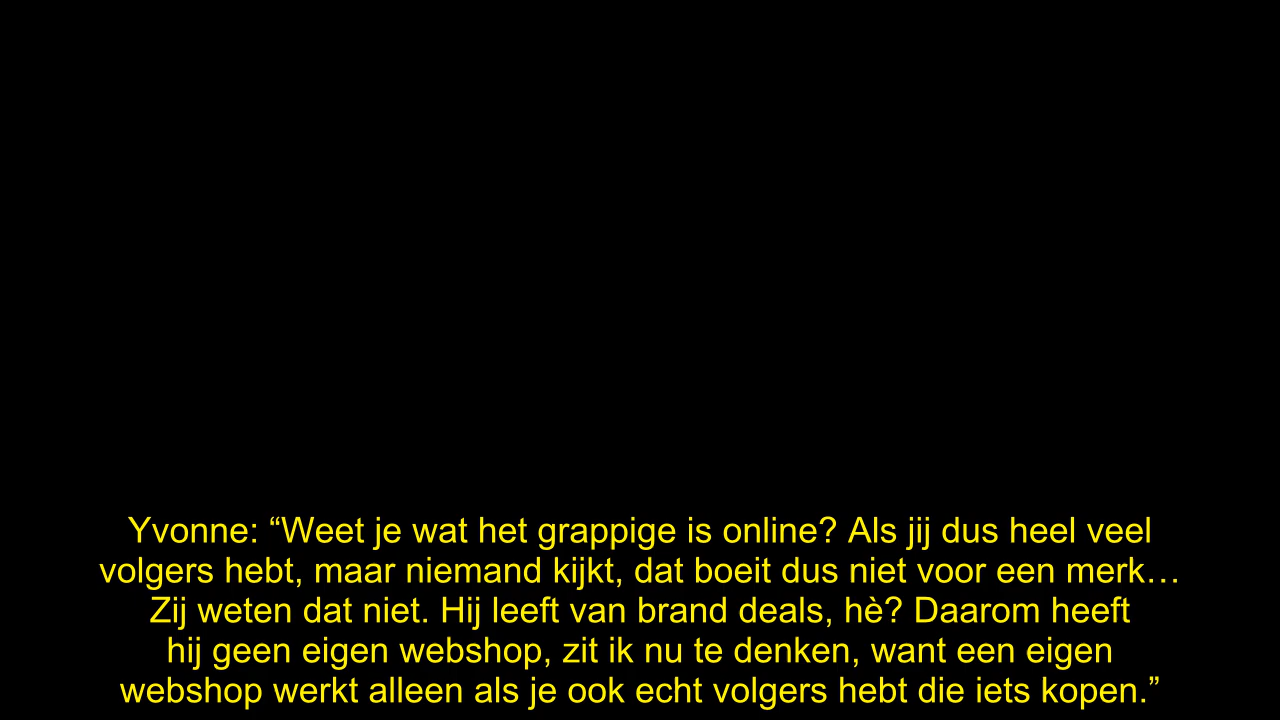 Yvonne: “Weet je wat het grappige is online? Als jij dus heel veel
volgers hebt, maar niemand kijkt, dat boeit dus niet voor een merk…
Zij weten dat niet. Hij leeft van brand deals, hè? Daarom heeft
hij geen eigen webshop, zit ik nu te denken, want een eigen
webshop werkt alleen als je ook echt volgers hebt die iets kopen.”